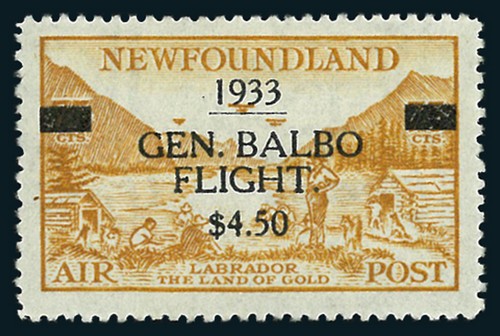 NEWFOUNDLAND
1933
CTS. CTS.
GEN. BALBO
FLIGHT.
$4.50
AIR POST
LABRADOR
THE LAND OF GOLD